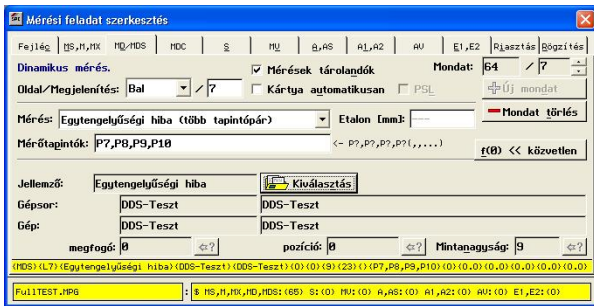 Mérési feladat szerkesztés
Fejléc MS,M,MX MD/MDS MDC S MU A,AS A1,A2 AV E1,E2 Riasztás Rögzítés
Dinamikus mérés. Mérések tárolandók Mondat: 64 / 7
Oldal/Megjelenítés: Bal / 7 Kártya automatikusan PSL Új mondat
Mérés: Egytengelyűségi hiba (több tapintópár) Etalon [mm]: Mondat törlés
Mérőtapintók: P7,P8,P9,P10 <- P?,P?,P?,P?(,,...) f(0) << közvetlen
Jellemző: Egytengelyűségi hiba Kiválasztás
Gépsor: DDS-Teszt DDS-Teszt
Gép: DDS-Teszt DDS-Teszt
megfogó: 0 ? pozíció: 0 ? Mintanagyság: 9 ?
(MDS)(L7)(Egytengelyűségi hiba)(DDS-Teszt)(DDS-Teszt)(0)(0)(9)(23)()(P7,P8,P9,P10)(0)(0.0)(0.0)(0.0)(0.0)(0.0)
FullTEST.MPG : $ MS,M,MX,MD,MDS:(65) S:(0) MU:(0) A,AS:(0) A1,A2:(0) AU:(0) E1,E2:(0)